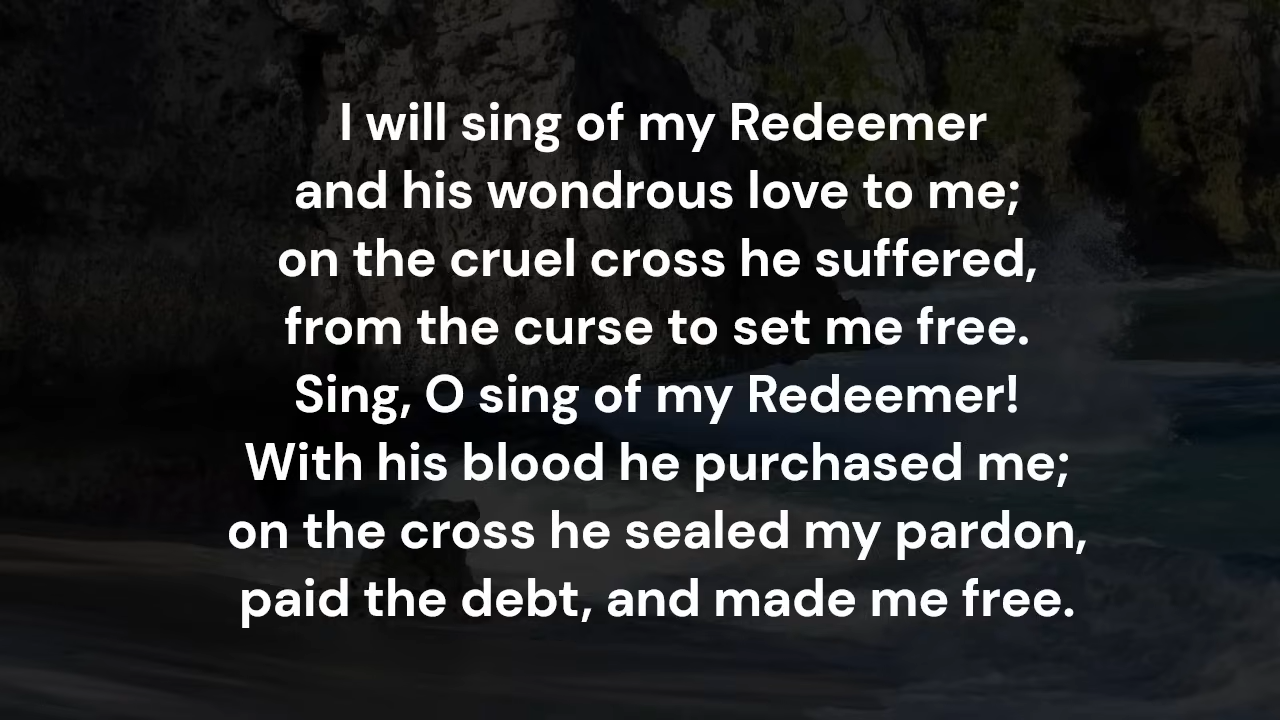 I will sing of my Redeemer
and his wondrous love to me;
on the cruel cross he suffered,
from the curse to set me free.
Sing, O sing of my Redeemer!
With his blood he purchased me;
on the cross he sealed my pardon,
paid the debt, and made me free.